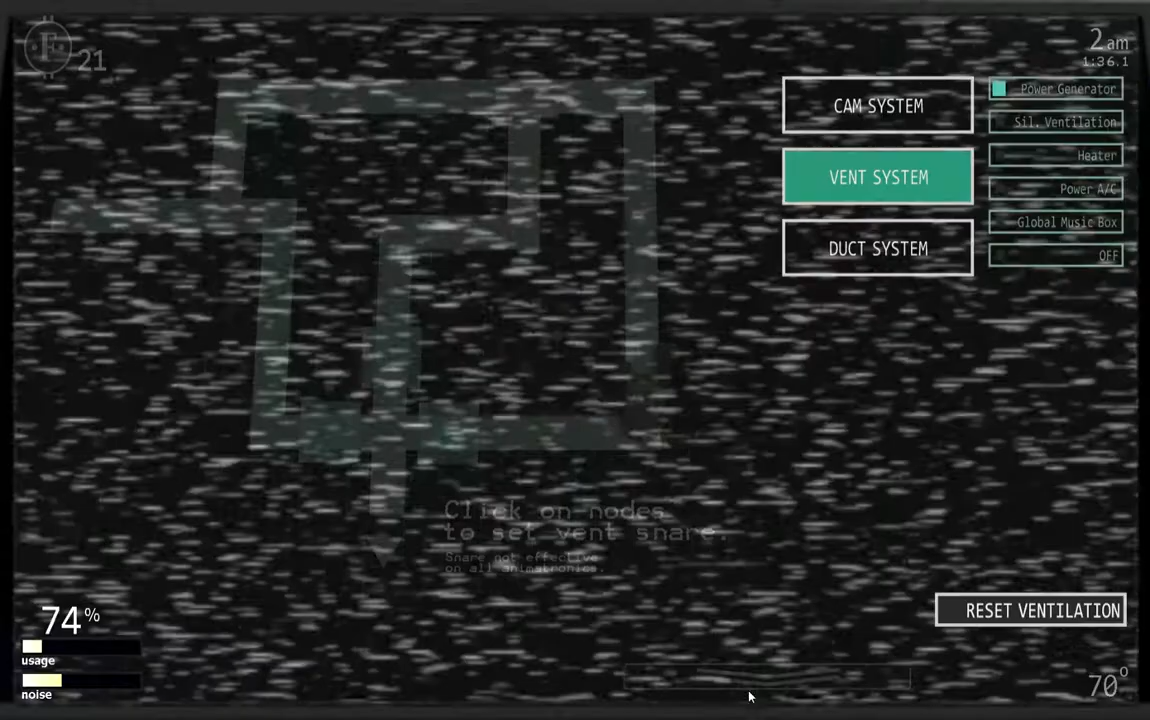 F 21
2 am
1:36.1
CAM SYSTEM
VENT SYSTEM
DUCT SYSTEM
Power Generator
Sil. Ventilation
Heater
Power A/C
Global Music Box
OFF
Click on nodes
to set vent snare.
Snare not effective
on all animatronics.
RESET VENTILATION
74%
usage
noise
70°